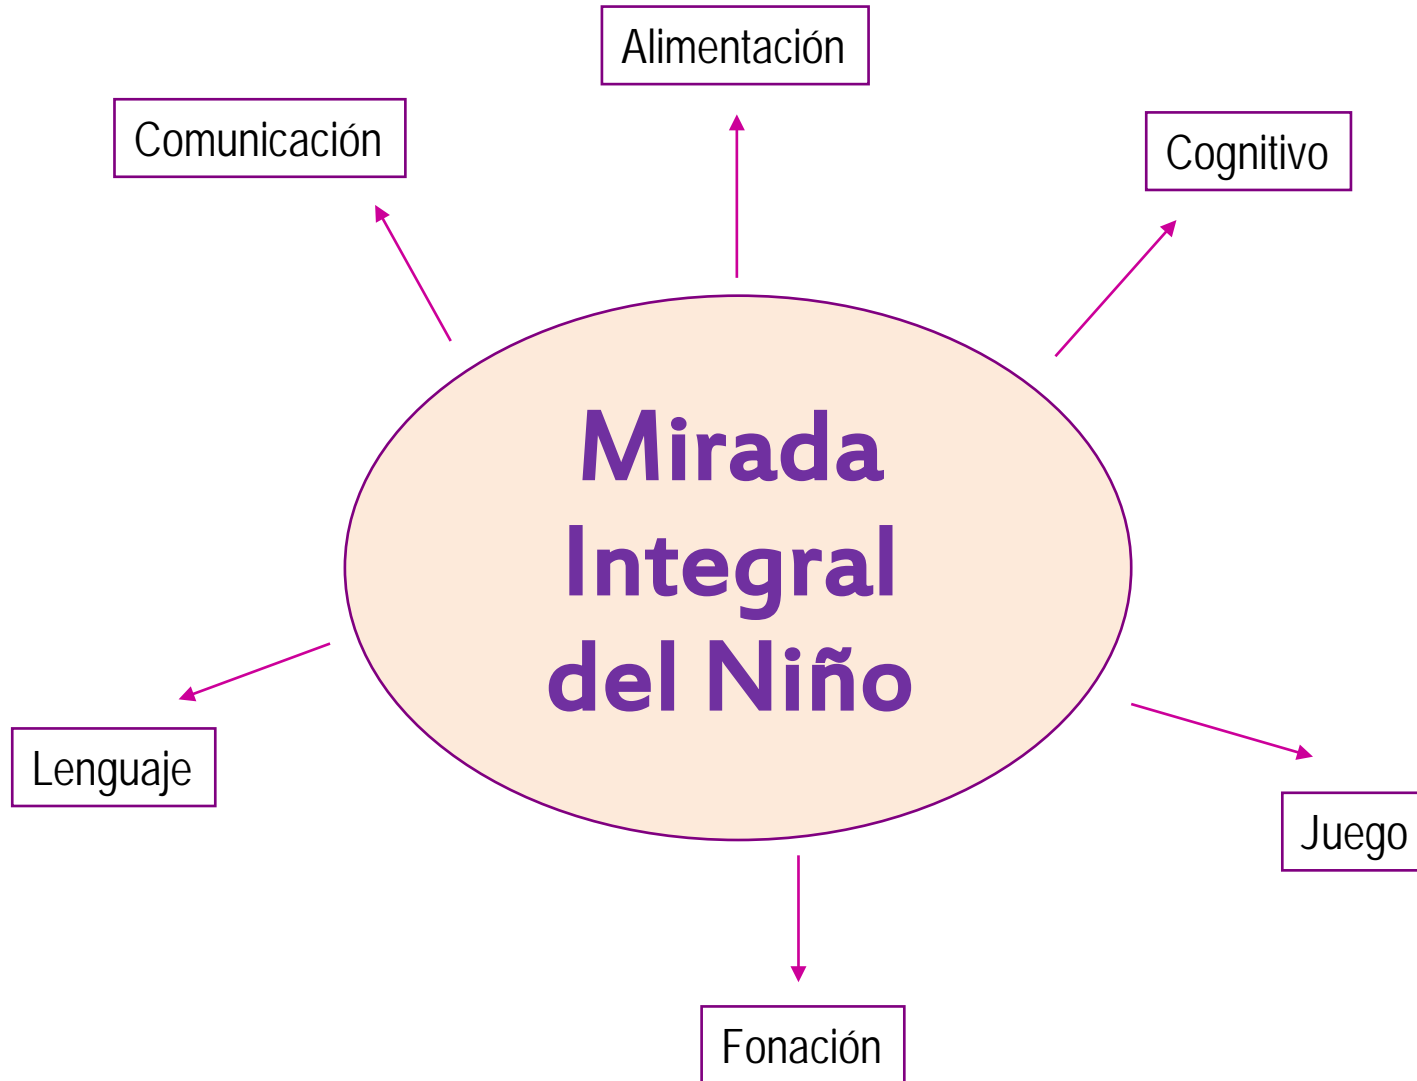 Alimentación
Comunicación
Cognitivo
Mirada
Integral
del Niño
Lenguaje
Juego
Fonación